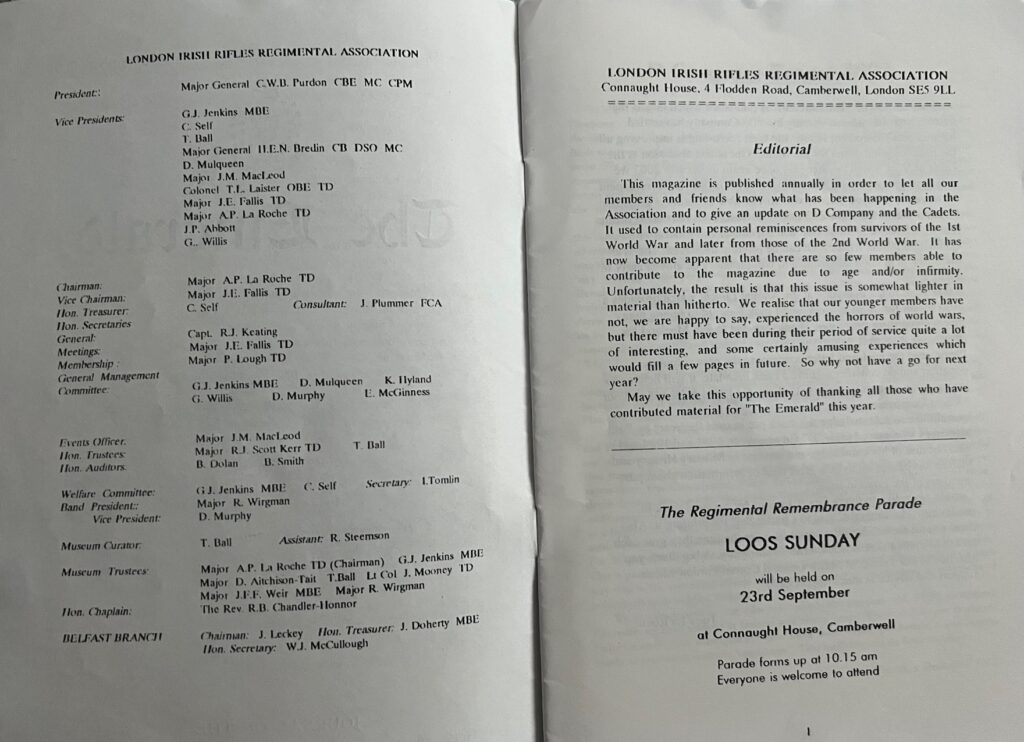 LONDON IRISH RIFLES REGIMENTAL ASSOCIATION
President:: Major General C.W.B. Purdon CBE MC CPM
Vice Presidents: G.J. Jenkins MBE
C. Self
T. Ball
Major General H.E.N. Bredin CB DSO MC
D. Mulqueen
Major J.M. MacLeod
Colonel T.L. Laister OBE TD
Major J.E. Fallis TD
Major A.P. La Roche TD
J.P. Abbott
G.. Willis
Chairman: Major A.P. La Roche TD
Vice Chairman: Major J.E. Fallis TD
Hon. Treasurer: C. Self Consultant: J. Plummer FCA
Hon. Secretaries
General: Capt. R.J. Keating
Meetings: Major J.E. Fallis TD
Membership : Major P. Lough TD
General Management
Committee: G.J. Jenkins MBE D. Mulqueen K. Hyland
G. Willis D. Murphy E. McGinness
Events Officer. Major J.M. MacLeod
Hon. Trustees: Major R.J. Scott Kerr TD T. Ball
Hon. Auditors. B. Dolan B. Smith
Welfare Committee: G.J. Jenkins MBE C. Self Secretary: I.Tomlin
Band President:: Major R. Wirgman
Vice President: D. Murphy
Museum Curator: T. Ball Assistant: R. Steemson
Museum Trustees: Major A.P. La Roche TD (Chairman) G.J. Jenkins MBE
Major D. Aitchison-Tait T.Ball Lt Col J. Mooney TD
Major J.F.F. Weir MBE Major R. Wirgman
Hon. Chaplain: The Rev. R.B. Chandler-Honnor
BELFAST BRANCH Chairman: J. Leckey Hon. Treasurer: J. Doherty MBE
Hon. Secretary: W.J. McCullough
LONDON IRISH RIFLES REGIMENTAL ASSOCIATION
Connaught House, 4 Flodden Road, Camberwell, London SE5 9LL
==================================
Editorial
This magazine is published annually in order to let all our
members and friends know what has been happening in the
Association and to give an update on D Company and the Cadets.
It used to contain personal reminiscences from survivors of the 1st
World War and later from those of the 2nd World War. It has
now become apparent that there are so few members able to
contribute to the magazine due to age and/or infirmity.
Unfortunately, the result is that this issue is somewhat lighter in
material than hitherto. We realise that our younger members have
not, we are happy to say, experienced the horrors of world wars,
but there must have been during their period of service quite a lot
of interesting, and some certainly amusing experiences which
would fill a few pages in future. So why not have a go for next
year?
May we take this opportunity of thanking all those who have
contributed material for "The Emerald" this year.
The Regimental Remembrance Parade
LOOS SUNDAY
will be held on
23rd September
at Connaught House, Camberwell
Parade forms up at 10.15 am
Everyone is welcome to attend
1